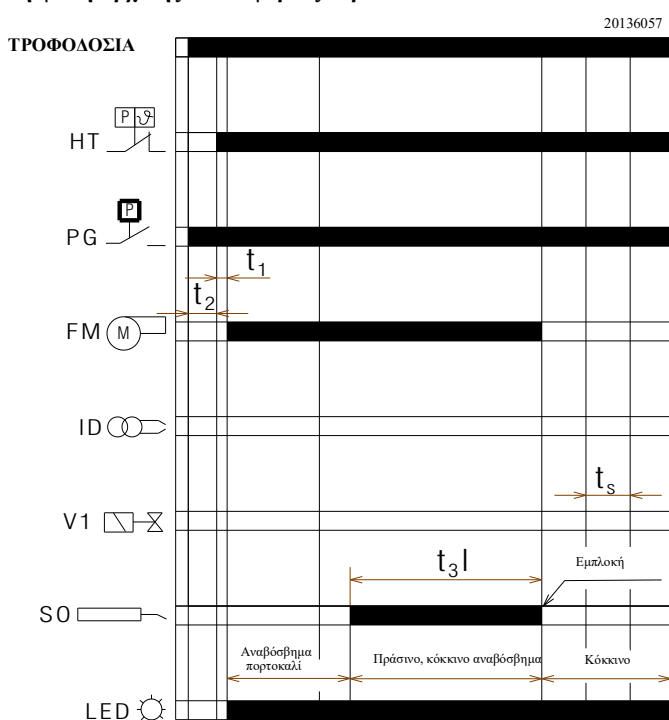 20136057
ΤΡΟΦΟΔΟΣΙΑ
P ϑ
HT
P
PG
t1
t2
FM M
ID
ts
V1
t3l
Εμπλοκή
SO
Αναβόσβημα
πορτοκαλί
Πράσινο, κόκκινο αναβόσβημα
Κόκκινο
LED